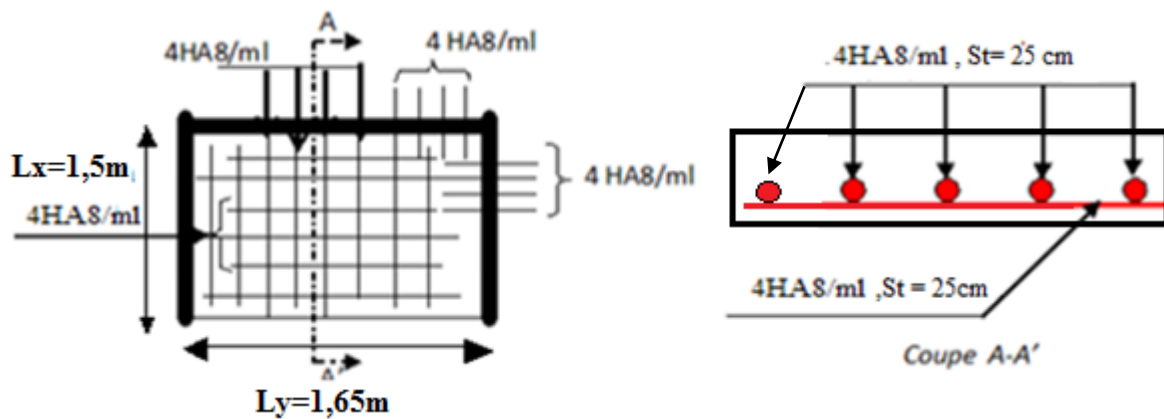 A
4HA8/ml
4 HA8/ml
Lx=1,5m
4HA8/ml
4 HA8/ml
A'
Ly=1,65m
.4HA8/ml , St= 25 cm
4HA8/ml ,St = 25cm
Coupe A-A'